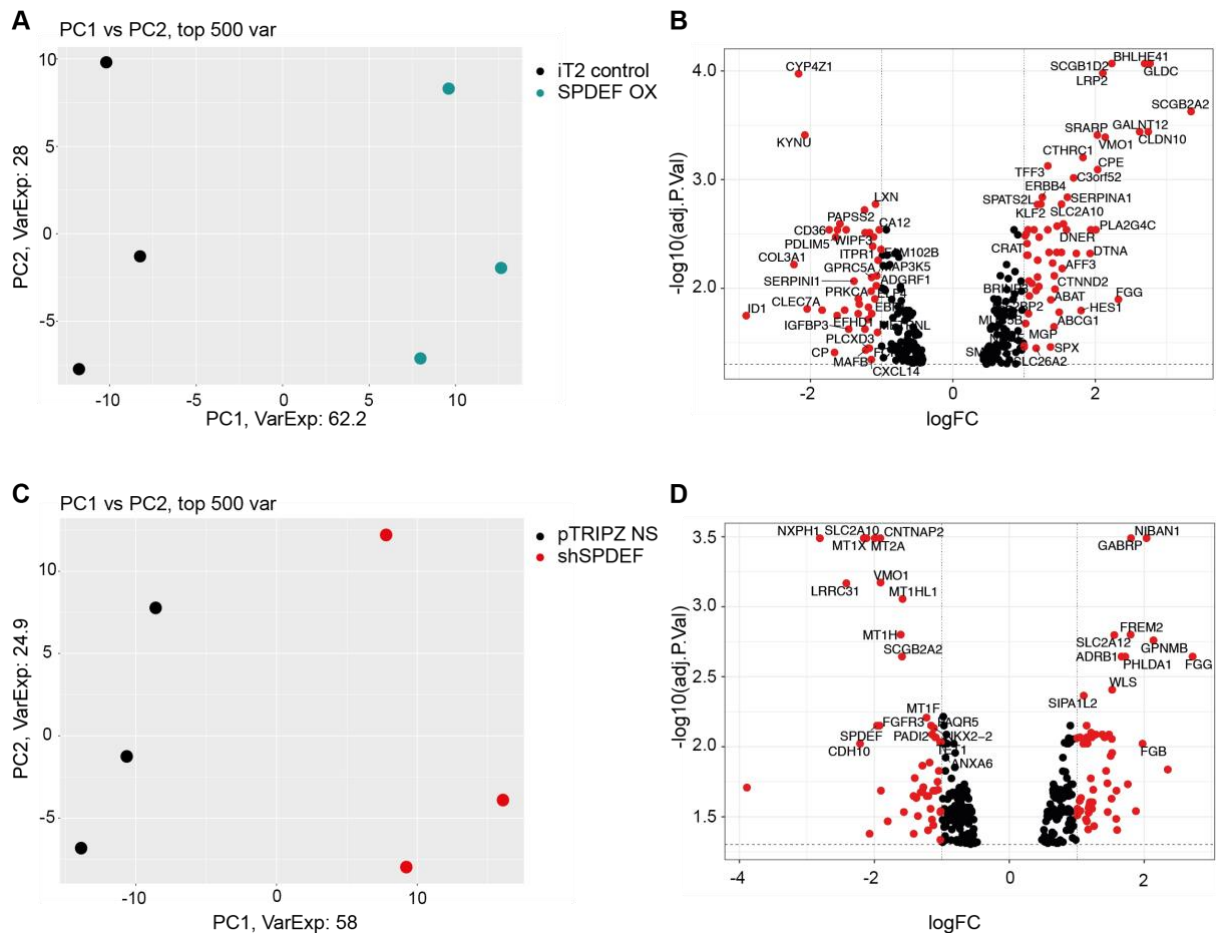 A
PC1 vs PC2, top 500 var
10
5
0
-5
-10
-5
0
5
10
PC1, VarExp: 62.2
PC2, VarExp: 28
iT2 control
SPDEF OX
B
4.0
3.0
2.0
-2
-1
0
1
2
logFC
-log10(adj.P.Val)
CYP4Z1
KYNU
BHLHE41
SCGB1D2
GLDC
LRP2
SCGB2A2
GALNT12
SRARP
CLDN10
VMO1
CTHRC1
CPE
TFF3
C3orf52
ERBB4
SPATS2L
SERPINA1
KLF2
SLC2A10
PLA2G4C
DNER
CRAT
DTNA
AFF3
CTNND2
ABAT
FGG
HES1
ABCG1
MGP
SPX
SLC26A2
LXN
PAPSS2
CA12
CD36
WIPF3
PDLIM5
ITPR1
FAM102B
COL3A1
GPRC5A
MAP3K5
SERPINI1
ADGRF1
PRKCA
CLEC7A
ID1
EFHD1
IGFBP3
PLCXD3
CP
MAFB
CXCL14
C
PC1 vs PC2, top 500 var
10
5
0
-5
-10
0
10
PC1, VarExp: 58
PC2, VarExp: 24.9
pTRIPZ NS
shSPDEF
D
3.5
3.0
2.5
2.0
1.5
-4
-2
0
2
logFC
-log10(adj.P.Val)
NXPH1
SLC2A10
CNTNAP2
MT1X
MT2A
LRRC31
VMO1
MT1HL1
MT1H
SCGB2A2
MT1F
FGFR3
PAQR5
SPDEF
PADI2
NKX2-2
CDH10
ANXA6
NIBAN1
GABRP
FREM2
SLC2A12
GPNMB
ADRB1
PHLDA1
FGG
WLS
SIPA1L2
FGB